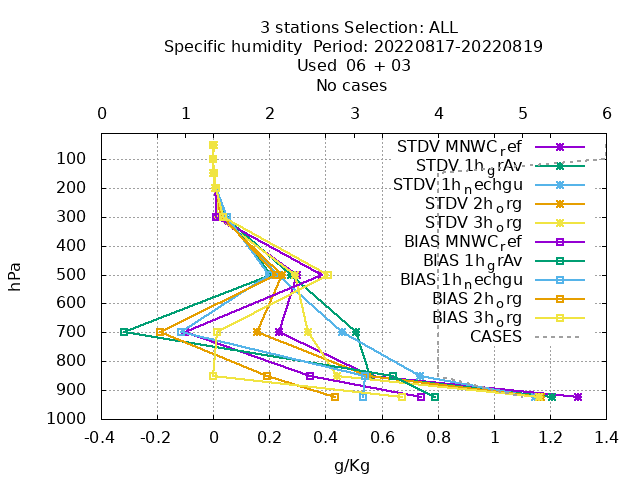 3 stations Selection: ALL
Specific humidity  Period: 20220817-20220819
Used  06 + 03
No cases
0 1 2 3 4 5 6
100
200
300
400
500
600
700
800
900
1000
hPa
STDV MNWC_ref
STDV 1h_grAv
STDV 1h_nechgu
STDV 2h_org
STDV 3h_org
BIAS MNWC_ref
BIAS 1h_grAv
BIAS 1h_nechgu
BIAS 2h_org
BIAS 3h_org
CASES
-0.4 -0.2 0 0.2 0.4 0.6 0.8 1 1.2 1.4
g/Kg